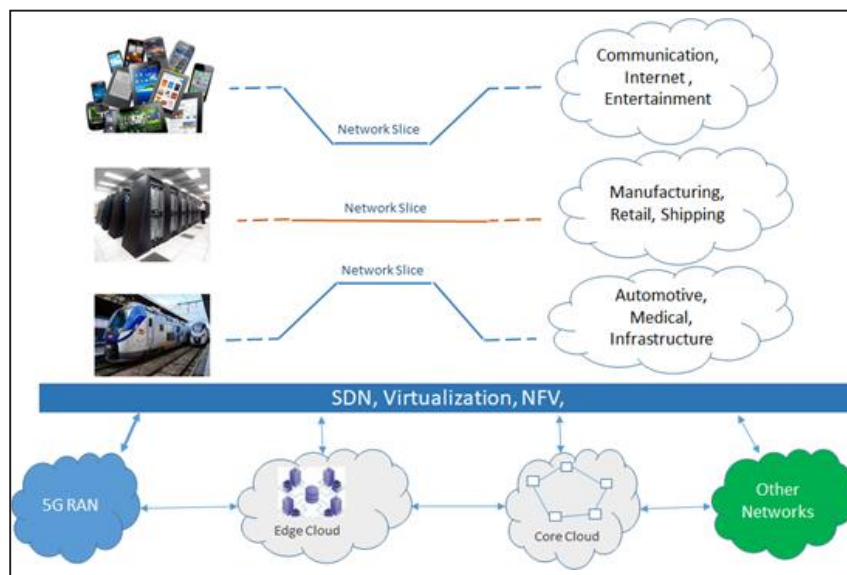 Communication,
Internet ,
Entertainment
Network Slice
Manufacturing,
Retail, Shipping
Network Slice
Network Slice
Automotive,
Medical,
Infrastructure
SDN, Virtualization, NFV,
5G RAN
Edge Cloud
Core Cloud
Other
Networks